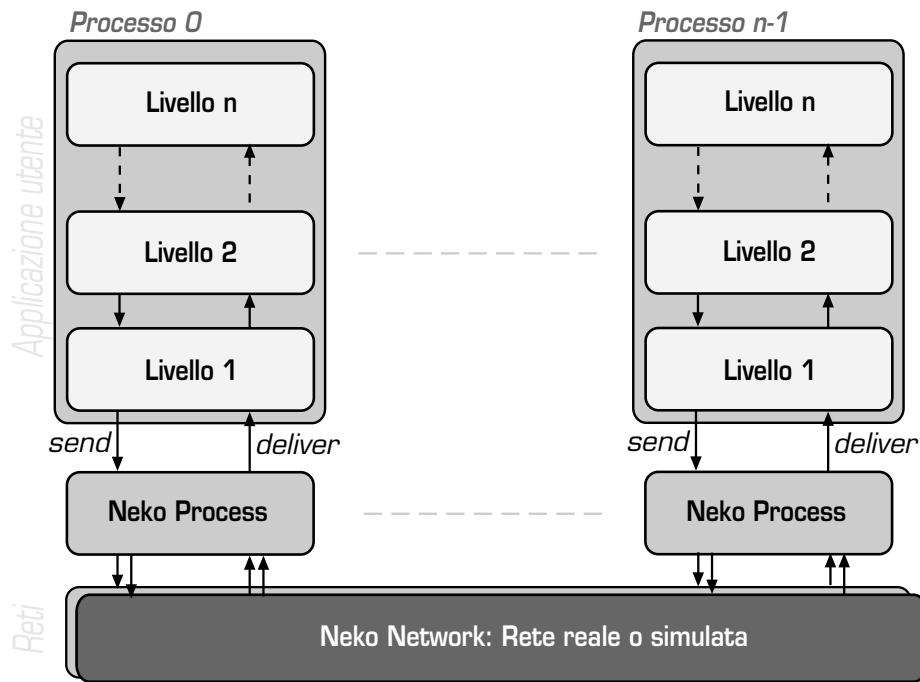 Processo 0
Processo n-1
Applicazione utente
Livello n
Livello n
Livello 2
Livello 2
Livello 1
Livello 1
send
deliver
send
deliver
Neko Process
Neko Process
Reti
Neko Network: Rete reale o simulata